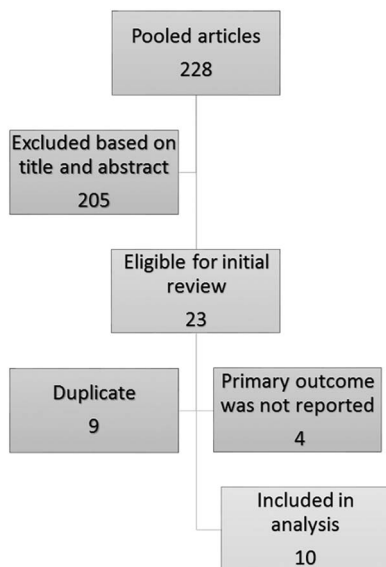 Pooled articles
228
Excluded based on
title and abstract
205
Eligible for initial
review
23
Duplicate
9
Primary outcome
was not reported
4
Included in
analysis
10